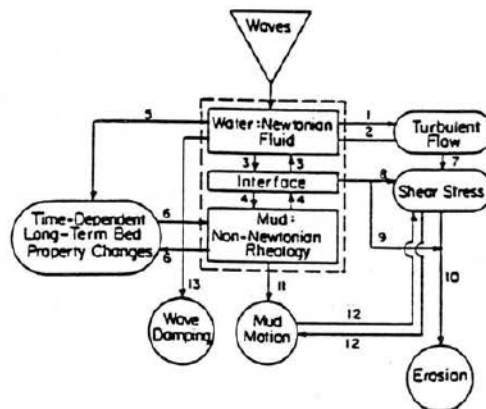 Waves
5
Water:Newtonian
Fluid
1
2
Turbulent
Flow
3
3
7
Interface
8
Shear Stress
4
4
Time-Dependent
Long-Term Bed
Property Changes
6
6
Mud:
Non-Newtonian
Rheology
9
10
13
11
Wave
Damping
Mud
Motion
12
12
Erosion